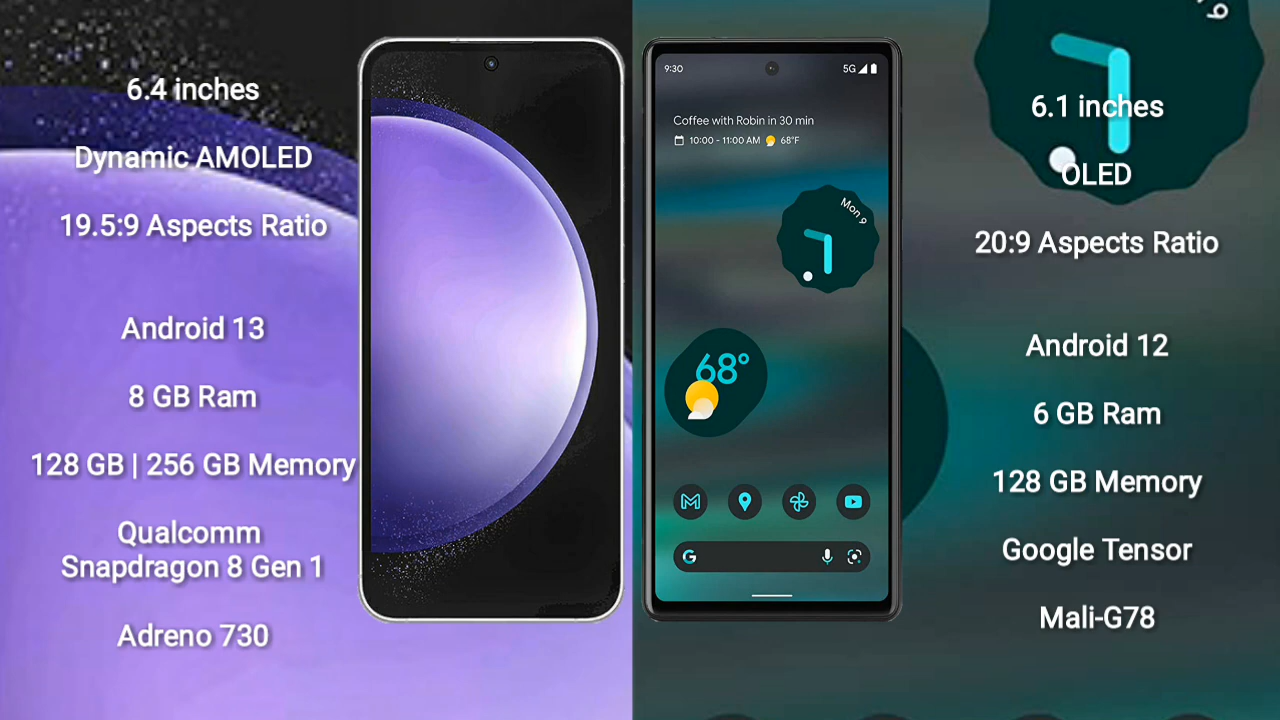 6.4 inches
Dynamic AMOLED
19.5:9 Aspects Ratio
Android 13
8 GB Ram
128 GB | 256 GB Memory
Qualcomm
Snapdragon 8 Gen 1
Adreno 730
9:30
5G
Coffee with Robin in 30 min
10:00 - 11:00 AM
68°F
Mon 9
68°
G
9
6.1 inches
OLED
20:9 Aspects Ratio
Android 12
6 GB Ram
128 GB Memory
Google Tensor
Mali-G78